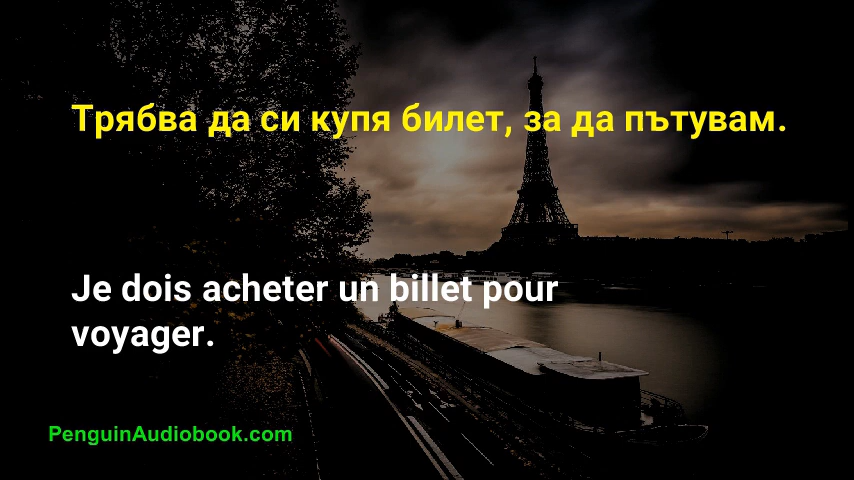 Трябва да си купя билет, за да пътувам.
Je dois acheter un billet pour
voyager.
PenguinAudiobook.com